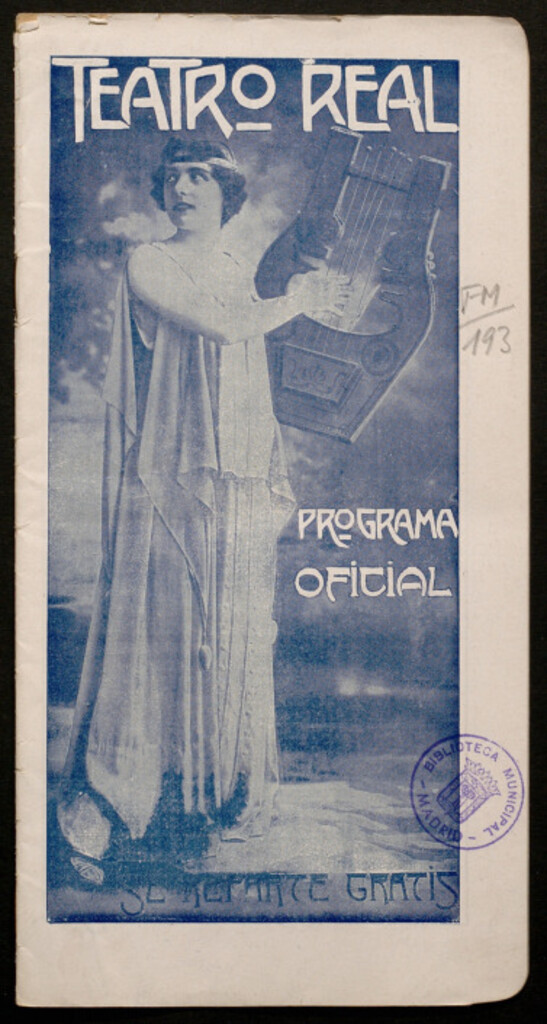 TEATRO REAL
FM
193
PROGRAMA
OFICIAL
BIBLIOTECA MUNICIPAL
- MADRID -
SE REPARTE GRATIS